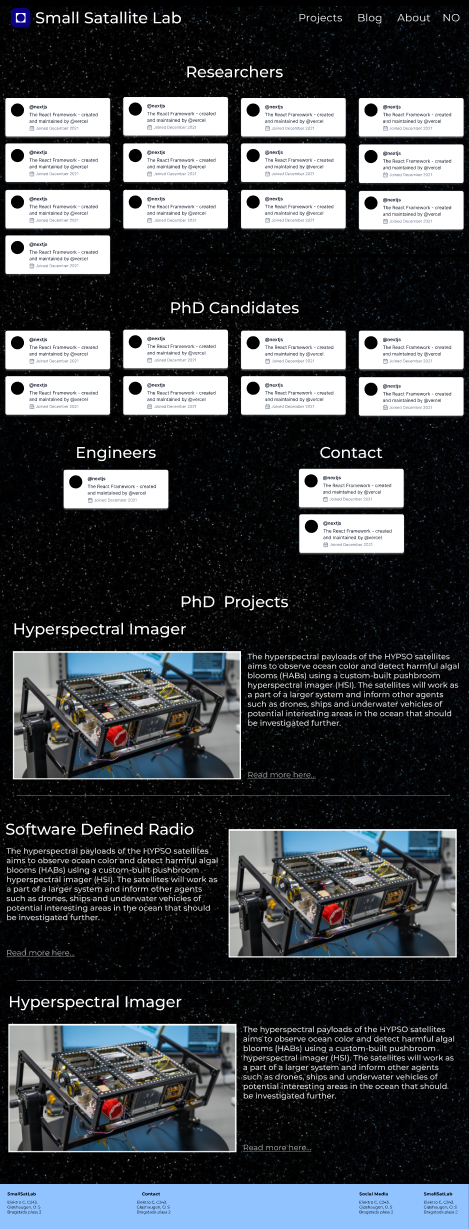 Small Satallite Lab
Projects Blog About NO
Researchers
@nextjs
The React Framework – created
and maintained by @vercel
Joined December 2021
@nextjs
The React Framework – created
and maintained by @vercel
Joined December 2021
@nextjs
The React Framework – created
and maintained by @vercel
Joined December 2021
@nextjs
The React Framework – created
and maintained by @vercel
Joined December 2021
@nextjs
The React Framework – created
and maintained by @vercel
Joined December 2021
@nextjs
The React Framework – created
and maintained by @vercel
Joined December 2021
@nextjs
The React Framework – created
and maintained by @vercel
Joined December 2021
@nextjs
The React Framework – created
and maintained by @vercel
Joined December 2021
@nextjs
The React Framework – created
and maintained by @vercel
Joined December 2021
@nextjs
The React Framework – created
and maintained by @vercel
Joined December 2021
@nextjs
The React Framework – created
and maintained by @vercel
Joined December 2021
@nextjs
The React Framework – created
and maintained by @vercel
Joined December 2021
@nextjs
The React Framework – created
and maintained by @vercel
Joined December 2021
PhD Candidates
@nextjs
The React Framework – created
and maintained by @vercel
Joined December 2021
@nextjs
The React Framework – created
and maintained by @vercel
Joined December 2021
@nextjs
The React Framework – created
and maintained by @vercel
Joined December 2021
@nextjs
The React Framework – created
and maintained by @vercel
Joined December 2021
@nextjs
The React Framework – created
and maintained by @vercel
Joined December 2021
@nextjs
The React Framework – created
and maintained by @vercel
Joined December 2021
@nextjs
The React Framework – created
and maintained by @vercel
Joined December 2021
@nextjs
The React Framework – created
and maintained by @vercel
Joined December 2021
Engineers
@nextjs
The React Framework – created
and maintained by @vercel
Joined December 2021
Contact
@nextjs
The React Framework – created
and maintained by @vercel
Joined December 2021
@nextjs
The React Framework – created
and maintained by @vercel
Joined December 2021
PhD Projects
Hyperspectral Imager
The hyperspectral payloads of the HYPSO satellites
aims to observe ocean color and detect harmful algal
blooms (HABs) using a custom-built pushbroom
hyperspectral imager (HSI). The satellites will work as
a part of a larger system and inform other agents
such as drones, ships and underwater vehicles of
potential interesting areas in the ocean that should
be investigated further.
Read more here...
Software Defined Radio
The hyperspectral payloads of the HYPSO satellites
aims to observe ocean color and detect harmful algal
blooms (HABs) using a custom-built pushbroom
hyperspectral imager (HSI). The satellites will work as
a part of a larger system and inform other agents
such as drones, ships and underwater vehicles of
potential interesting areas in the ocean that should
be investigated further.
Read more here...
Hyperspectral Imager
The hyperspectral payloads of the HYPSO satellites
aims to observe ocean color and detect harmful algal
blooms (HABs) using a custom-built pushbroom
hyperspectral imager (HSI). The satellites will work as
a part of a larger system and inform other agents
such as drones, ships and underwater vehicles of
potential interesting areas in the ocean that should
be investigated further.
Read more here...
SmallSatLab
Elektro C, C243,
Gløshaugen, O. S
Bragstads plass 2
Contact
Elektro C, C243,
Gløshaugen, O. S
Bragstads plass 2
Social Media
Elektro C, C243,
Gløshaugen, O. S
Bragstads plass 2
SmallSatLab
Elektro C, C243,
Gløshaugen, O. S
Bragstads plass 2